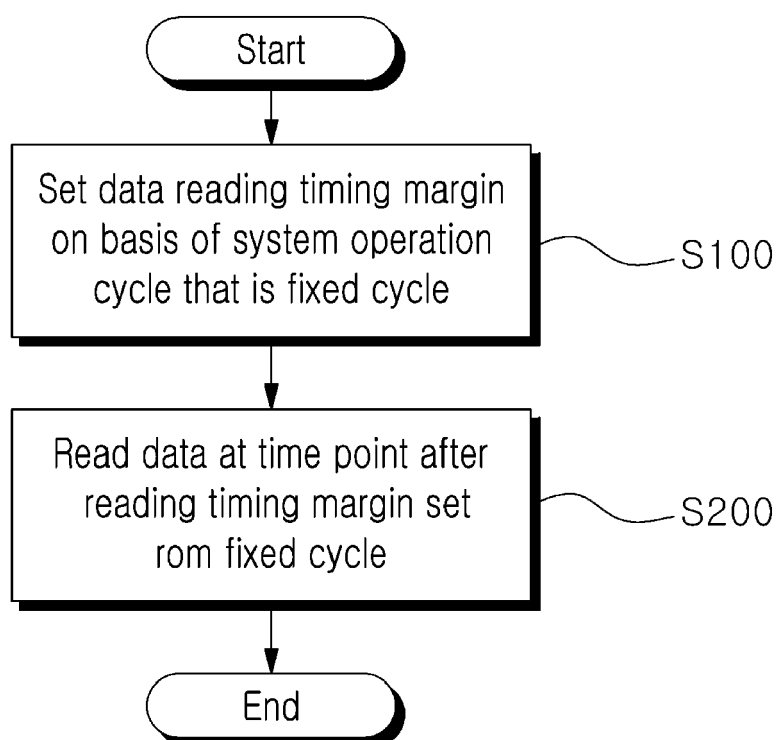 Start
Set data reading timing margin
on basis of system operation
cycle that is fixed cycle
S100
Read data at time point after
reading timing margin set
rom fixed cycle
S200
End